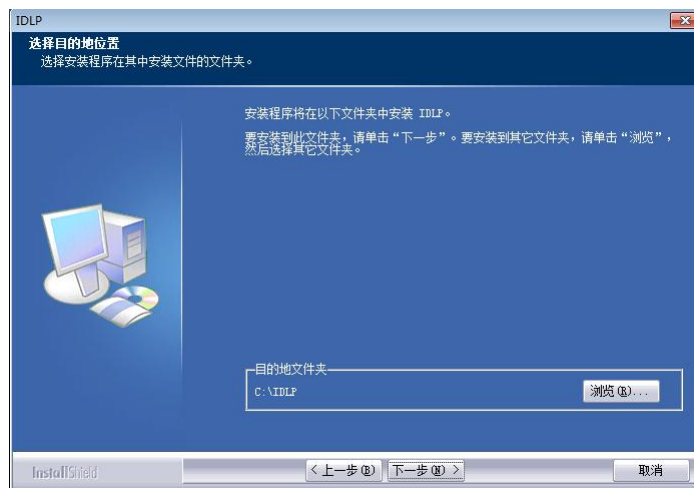 IDLP
选择目的地位置
选择安装程序在其中安装文件的文件夹。
安装程序将在以下文件夹中安装 IDLP。
要安装到此文件夹，请单击“下一步”。要安装到其它文件夹，请单击“浏览”，
然后选择其它文件夹。
目的地文件夹
C:\IDLP
浏览(R)...
InstallShield
<上一步(B)
下一步(N) >
取消